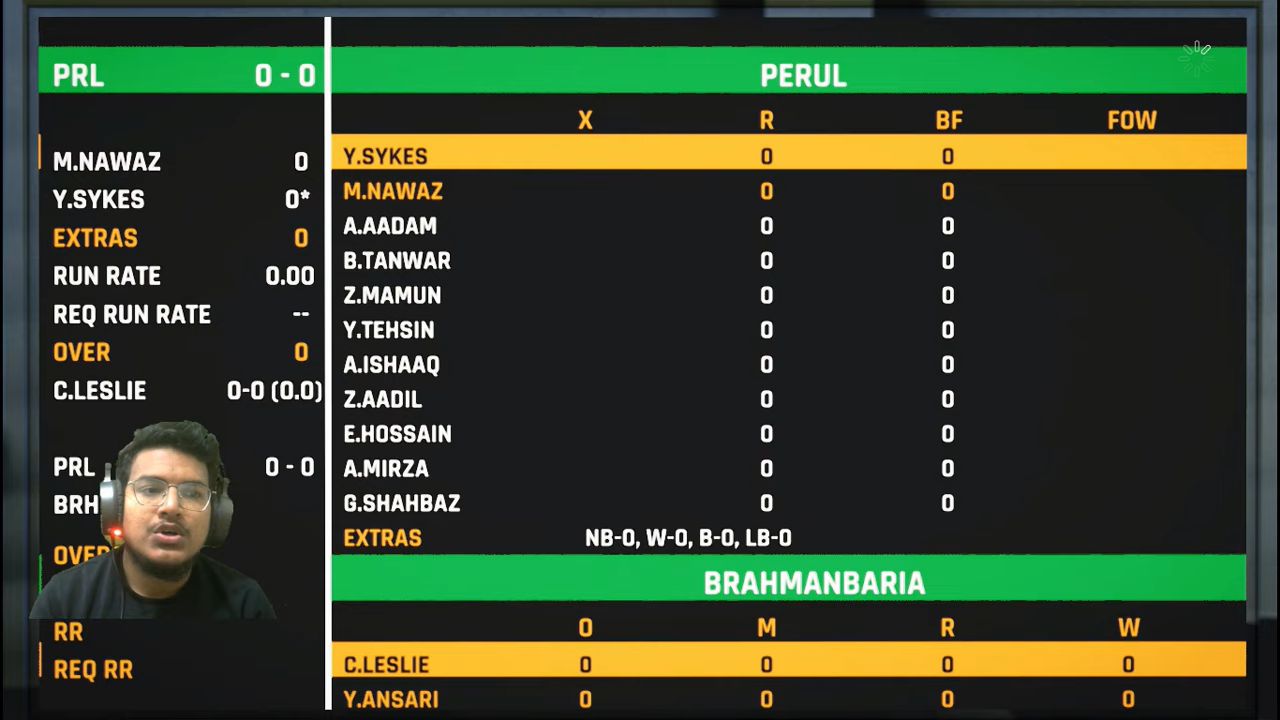 PRL 0 - 0
M.NAWAZ 0
Y.SYKES 0*
EXTRAS 0
RUN RATE 0.00
REQ RUN RATE --
OVER 0
C.LESLIE 0-0 (0.0)
PRL 0 - 0
BRH
OVE
RR
REQ RR
PERUL
X R BF FOW
Y.SYKES 0 0
M.NAWAZ 0 0
A.AADAM 0 0
B.TANWAR 0 0
Z.MAMUN 0 0
Y.TEHSIN 0 0
A.ISHAAQ 0 0
Z.AADIL 0 0
E.HOSSAIN 0 0
A.MIRZA 0 0
G.SHAHBAZ 0 0
EXTRAS NB-0, W-0, B-0, LB-0
BRAHMANBARIA
O M R W
C.LESLIE 0 0 0 0
Y.ANSARI 0 0 0 0